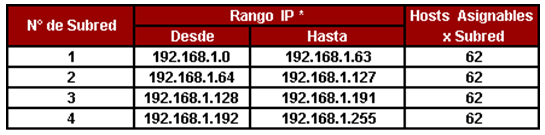 N° de Subred Rango IP * Hosts Asignables x Subred
Desde Hasta
1 192.168.1.0 192.168.1.63 62
2 192.168.1.64 192.168.1.127 62
3 192.168.1.128 192.168.1.191 62
4 192.168.1.192 192.168.1.255 62